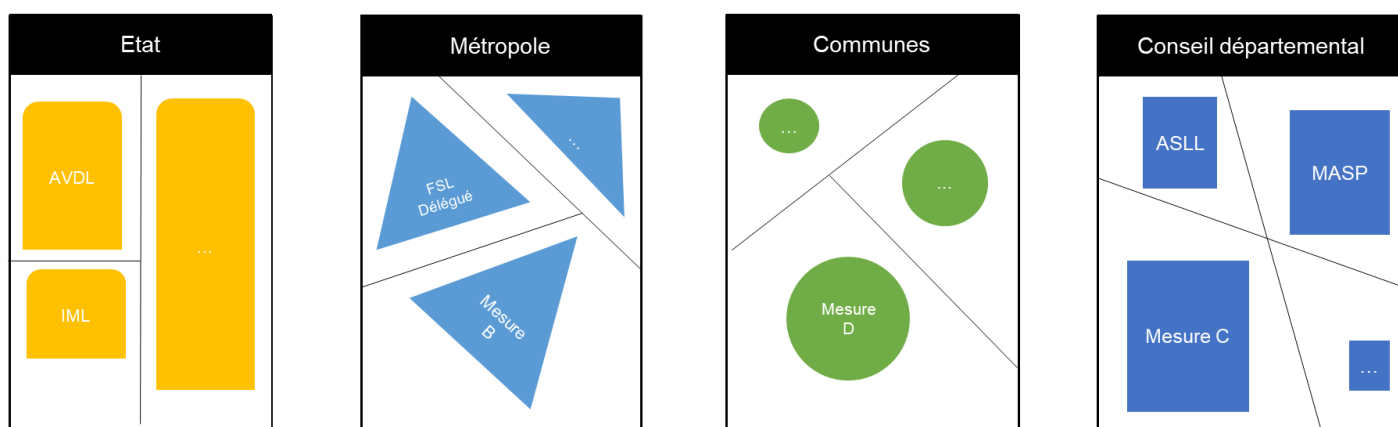 Etat
AVDL
IML
…
Métropole
FSL
Délégué
…
Mesure
B
Communes
…
…
Mesure
D
Conseil départemental
ASLL
MASP
Mesure C
…